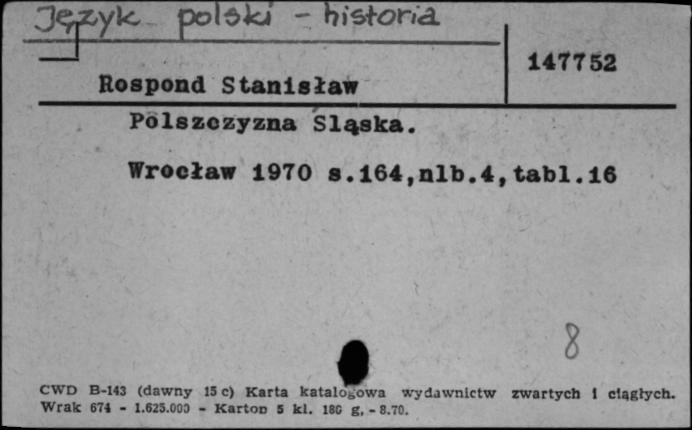 Język polski - historia
147752
Rospond Stanisław
Polszczyzna Śląska.
Wrocław 1970 s.164,nlb.4,tabl.16
8
CWD B-143 (dawny 15 c) Karta katalogowa wydawnictw zwartych i ciągłych.
Wrak 674 - 1.625.000 - Karton 5 kl. 180 g, - 8.70.